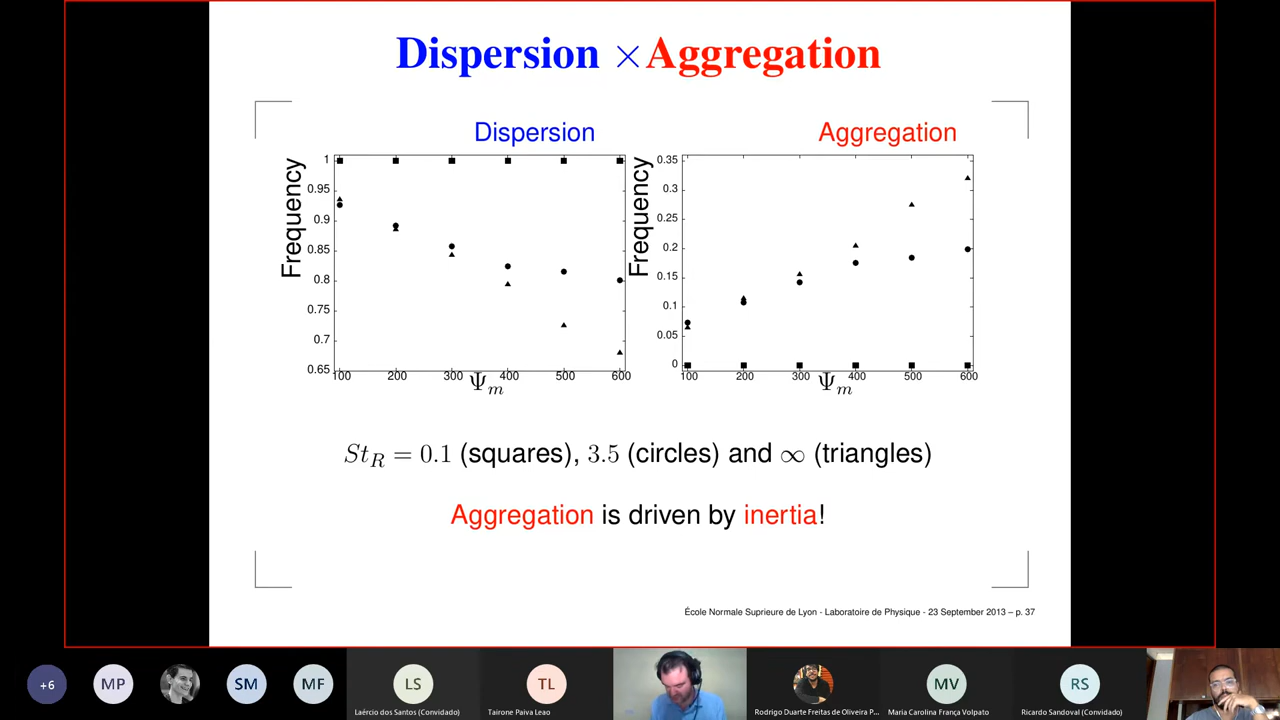 Dispersion ×Aggregation
Dispersion
Frequency
1
0.95
0.9
0.85
0.8
0.75
0.7
0.65
100 200 300 400 500 600
Ψm
Aggregation
Frequency
0.35
0.3
0.25
0.2
0.15
0.1
0.05
0
100 200 300 400 500 600
Ψm
StR = 0.1 (squares), 3.5 (circles) and ∞ (triangles)
Aggregation is driven by inertia!
École Normale Suprieure de Lyon - Laboratoire de Physique - 23 September 2013 – p. 37
+6
MP
SM
MF
LS
Laércio dos Santos (Convidado)
TL
Tairone Paiva Leao
Rodrigo Duarte Freitas de Oliveira P...
MV
Maria Carolina França Volpato
RS
Ricardo Sandoval (Convidado)